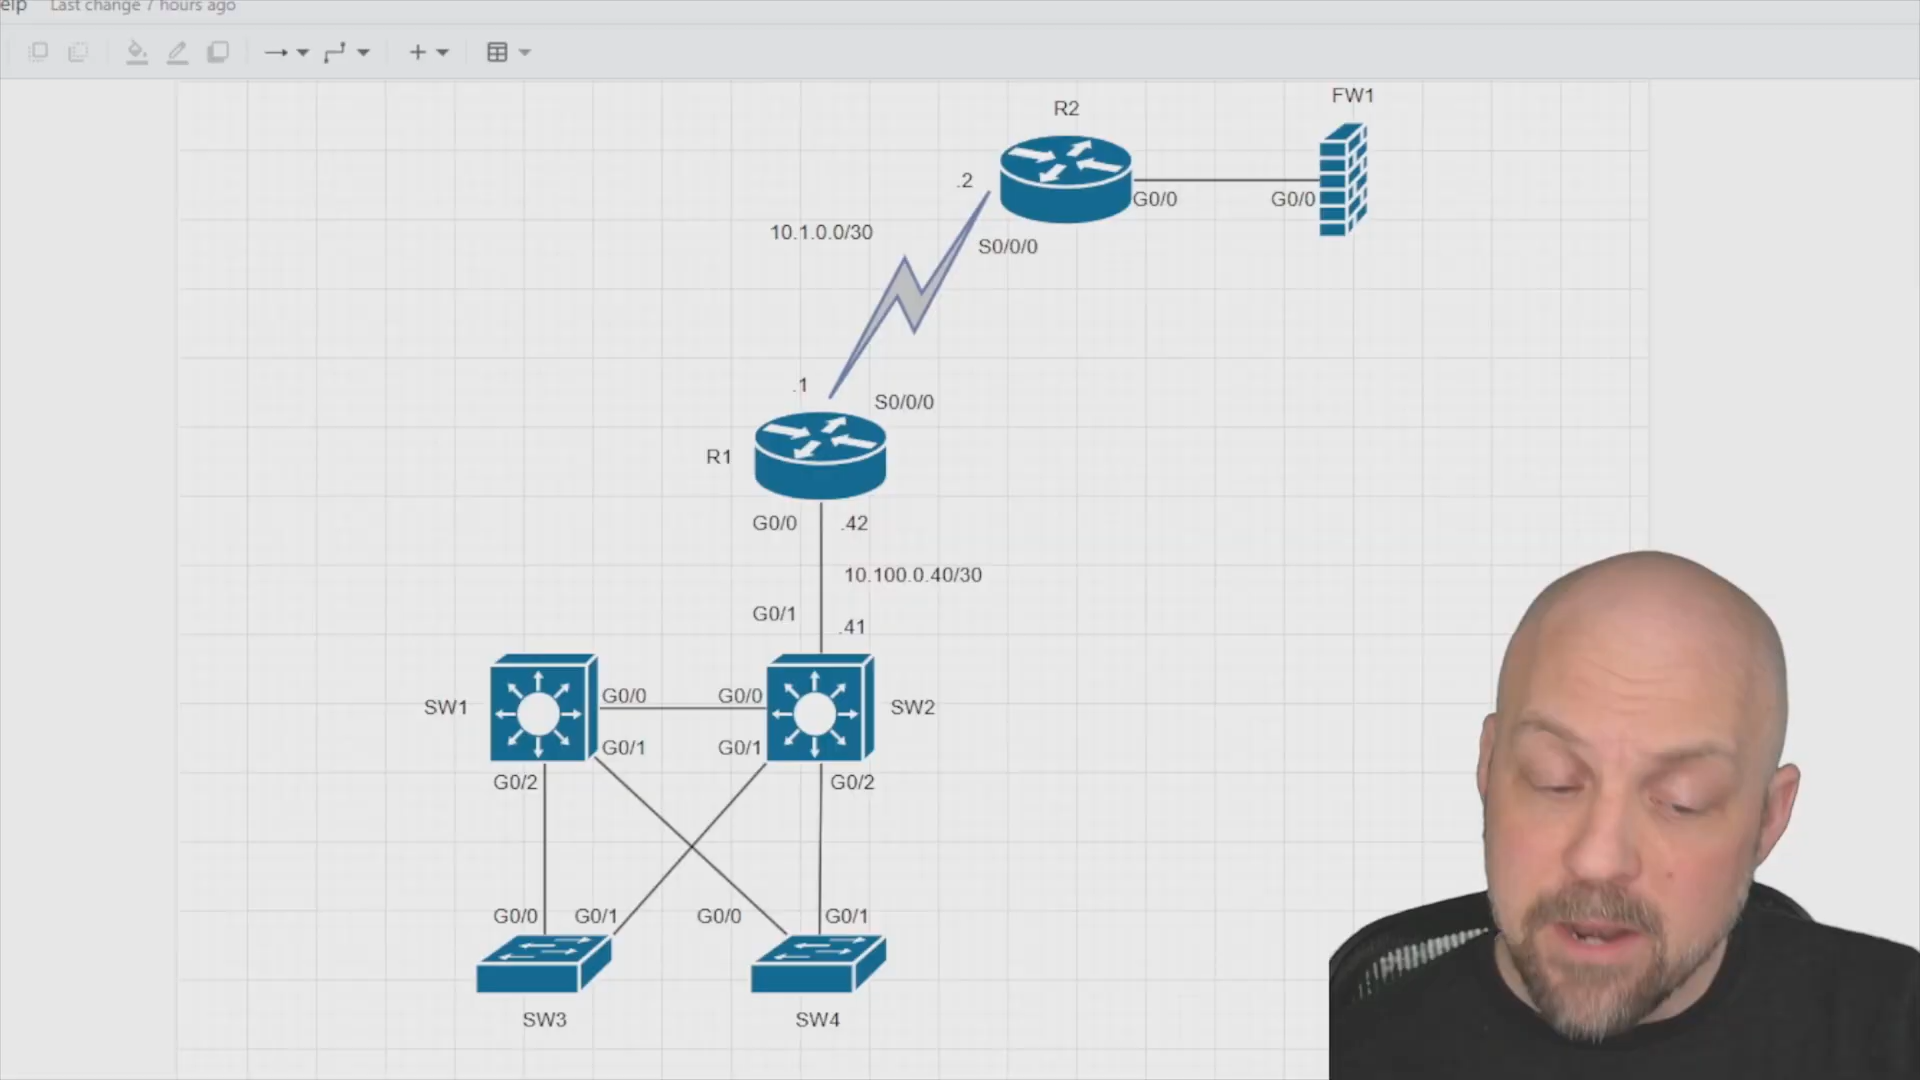 elp Last change 7 hours ago
R2
FW1
.2
G0/0
G0/0
10.1.0.0/30
S0/0/0
.1
S0/0/0
R1
G0/0
.42
10.100.0.40/30
G0/1
.41
SW1
G0/0
G0/0
SW2
G0/1
G0/1
G0/2
G0/2
G0/0
G0/1
G0/0
G0/1
SW3
SW4